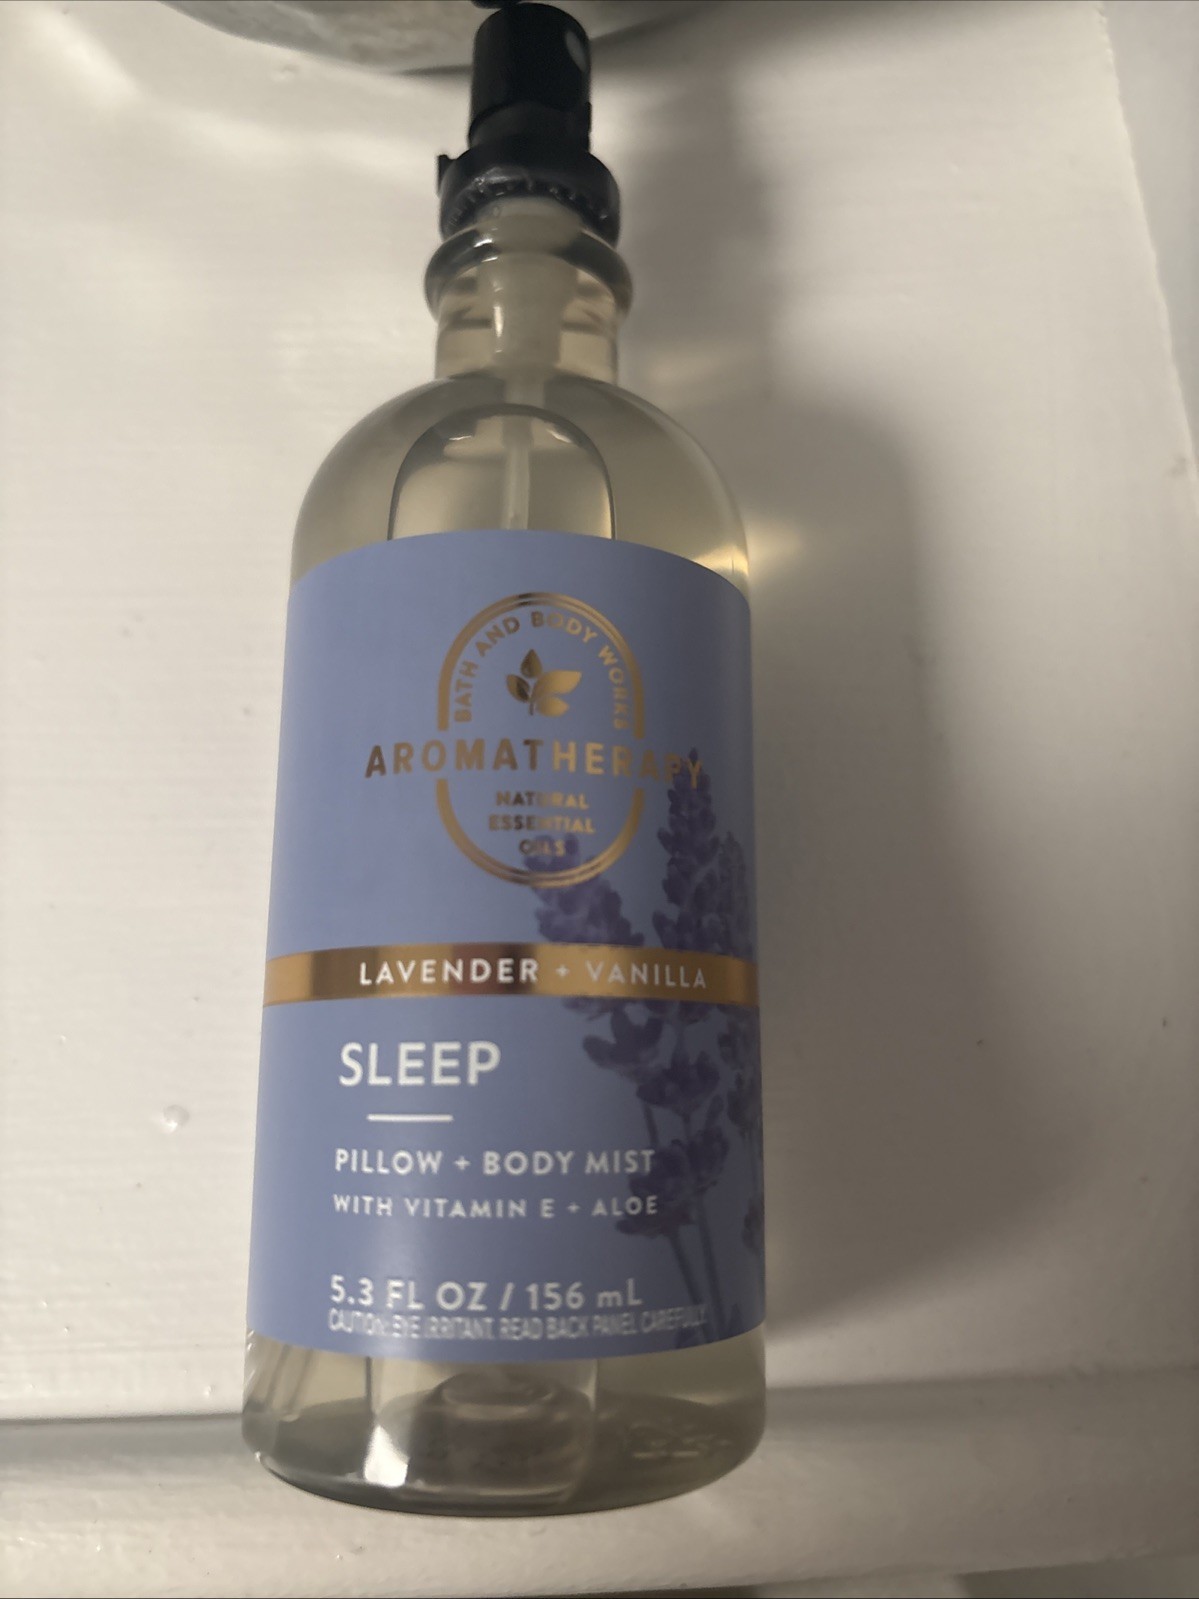 BATH AND BODY WORKS
AROMATHERAPY
NATURAL
ESSENTIAL
OILS
LAVENDER + VANILLA
SLEEP
PILLOW + BODY MIST
WITH VITAMIN E + ALOE
5.3 FL OZ / 156 mL
CAUTION: EYE IRRITANT. READ BACK PANEL CAREFULLY.